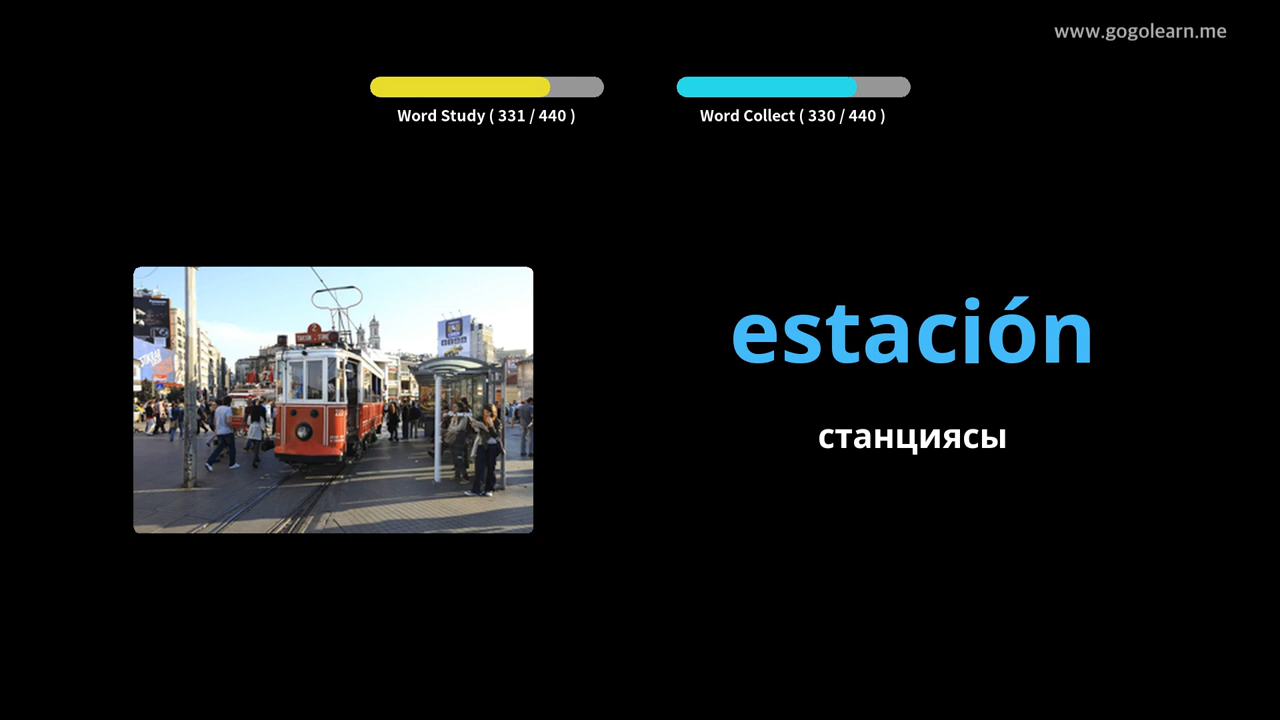 www.gogolearn.me
Word Study ( 331 / 440 )
Word Collect ( 330 / 440 )
estación
станциясы